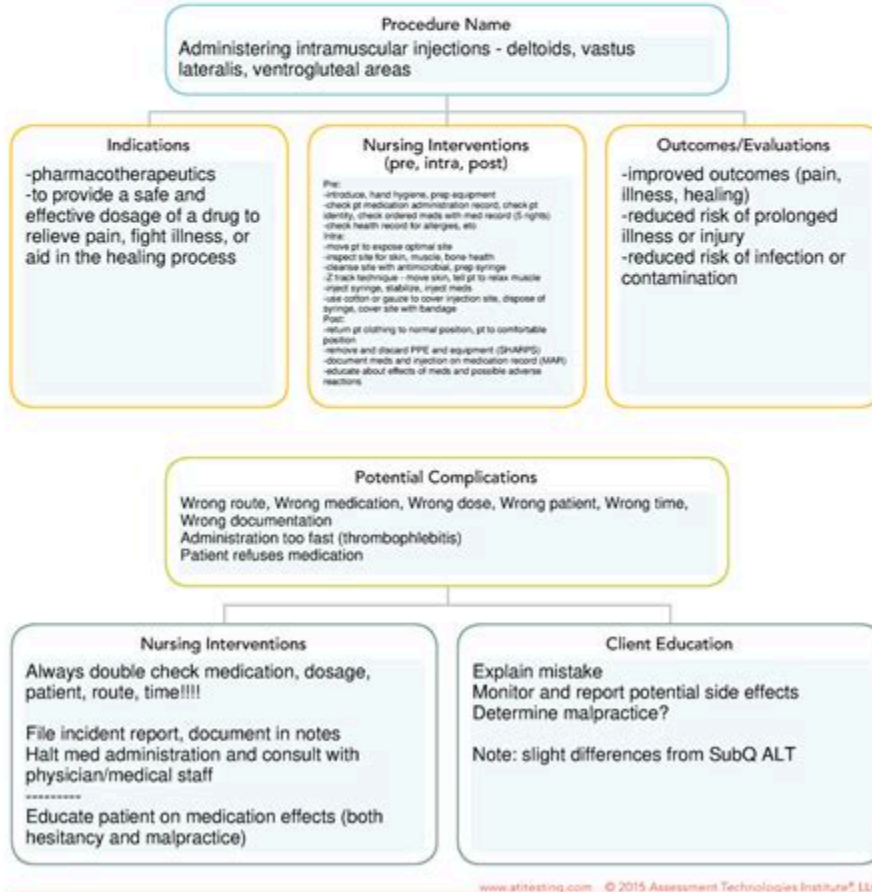 Procedure Name
Administering intramuscular injections - deltoids, vastus
lateralis, ventrogluteal areas
Indications
-pharmacotherapeutics
-to provide a safe and
effective dosage of a drug to
relieve pain, fight illness, or
aid in the healing process
Nursing Interventions
(pre, intra, post)
Pre:
-introduce, hand hygiene, prep equipment
-check pt medication administration record, check pt
identity, check ordered meds with med record (5 rights)
-check health record for allergies, etc
Intra:
-move pt to expose optimal site
-inspect site for skin, muscle, bone health
-cleanse site with antimicrobial, prep syringe
-Z track technique - move skin, tell pt to relax muscle
-inject syringe, stabilize, inject meds
-use cotton or gauze to cover injection site, dispose of
syringe, cover site with bandage
Post:
-return pt clothing to normal position, pt to comfortable
position
-remove and discard PPE and equipment (SHARPS)
-document meds and injection on medication record (MAR)
-educate about effects of meds and possible adverse
reactions
Outcomes/Evaluations
-improved outcomes (pain,
illness, healing)
-reduced risk of prolonged
illness or injury
-reduced risk of infection or
contamination
Potential Complications
Wrong route, Wrong medication, Wrong dose, Wrong patient, Wrong time,
Wrong documentation
Administration too fast (thrombophlebitis)
Patient refuses medication
Nursing Interventions
Always double check medication, dosage,
patient, route, time!!!!
File incident report, document in notes
Halt med administration and consult with
physician/medical staff
---------
Educate patient on medication effects (both
hesitancy and malpractice)
Client Education
Explain mistake
Monitor and report potential side effects
Determine malpractice?
Note: slight differences from SubQ ALT
www.atitesting.com © 2015 Assessment Technologies Institute® LL